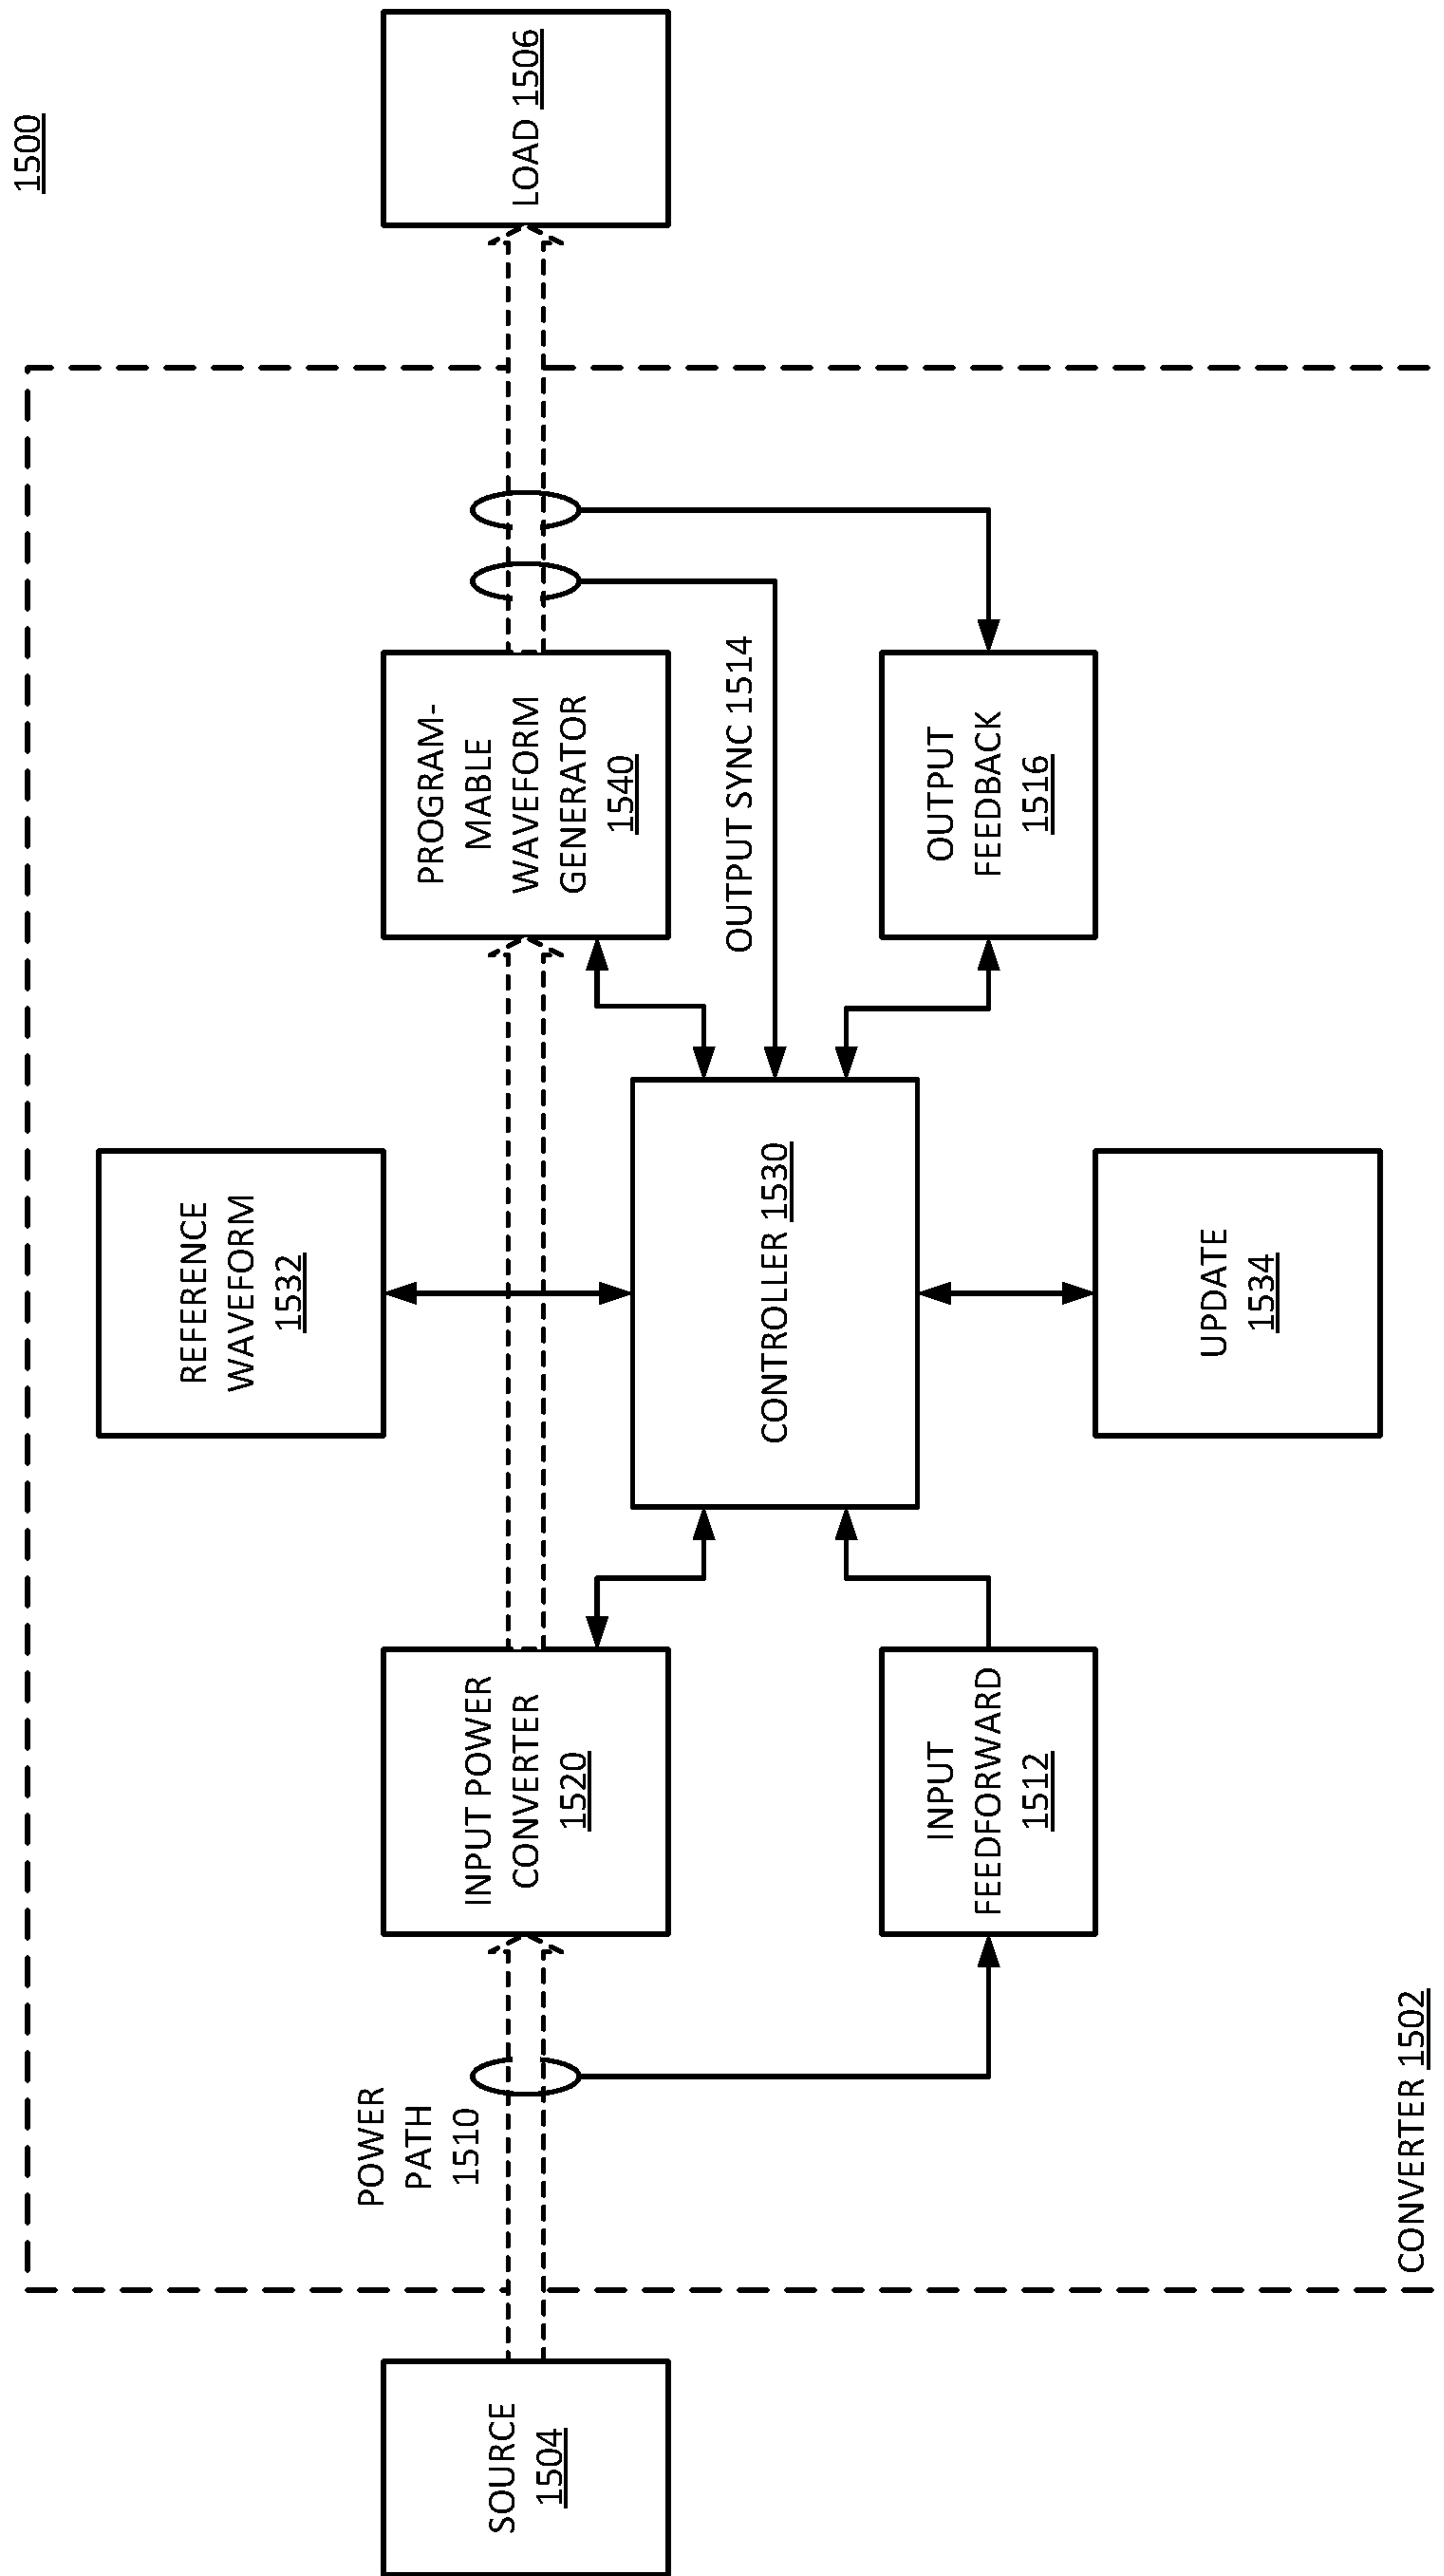 1500
REFERENCE
WAVEFORM
1532
POWER
PATH
1510
SOURCE
1504
INPUT POWER
CONVERTER
1520
PROGRAM-
MABLE
WAVEFORM
GENERATOR
1540
LOAD 1506
CONTROLLER 1530
OUTPUT SYNC 1514
INPUT
FEEDFORWARD
1512
OUTPUT
FEEDBACK
1516
UPDATE
1534
CONVERTER 1502